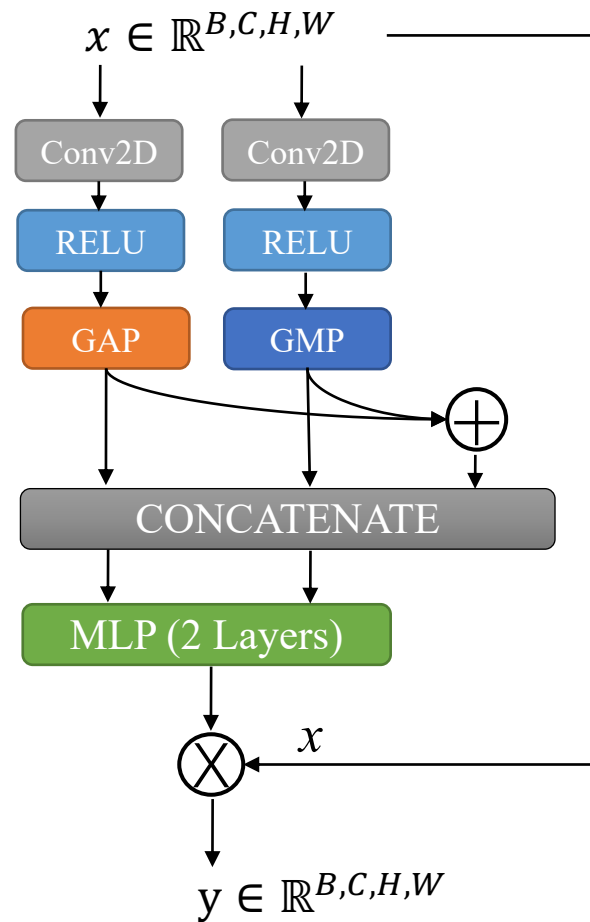 x ∈ ℝ^{B,C,H,W}
Conv2D Conv2D
RELU RELU
GAP GMP
+
CONCATENATE
MLP (2 Layers)
x
X
y ∈ ℝ^{B,C,H,W}